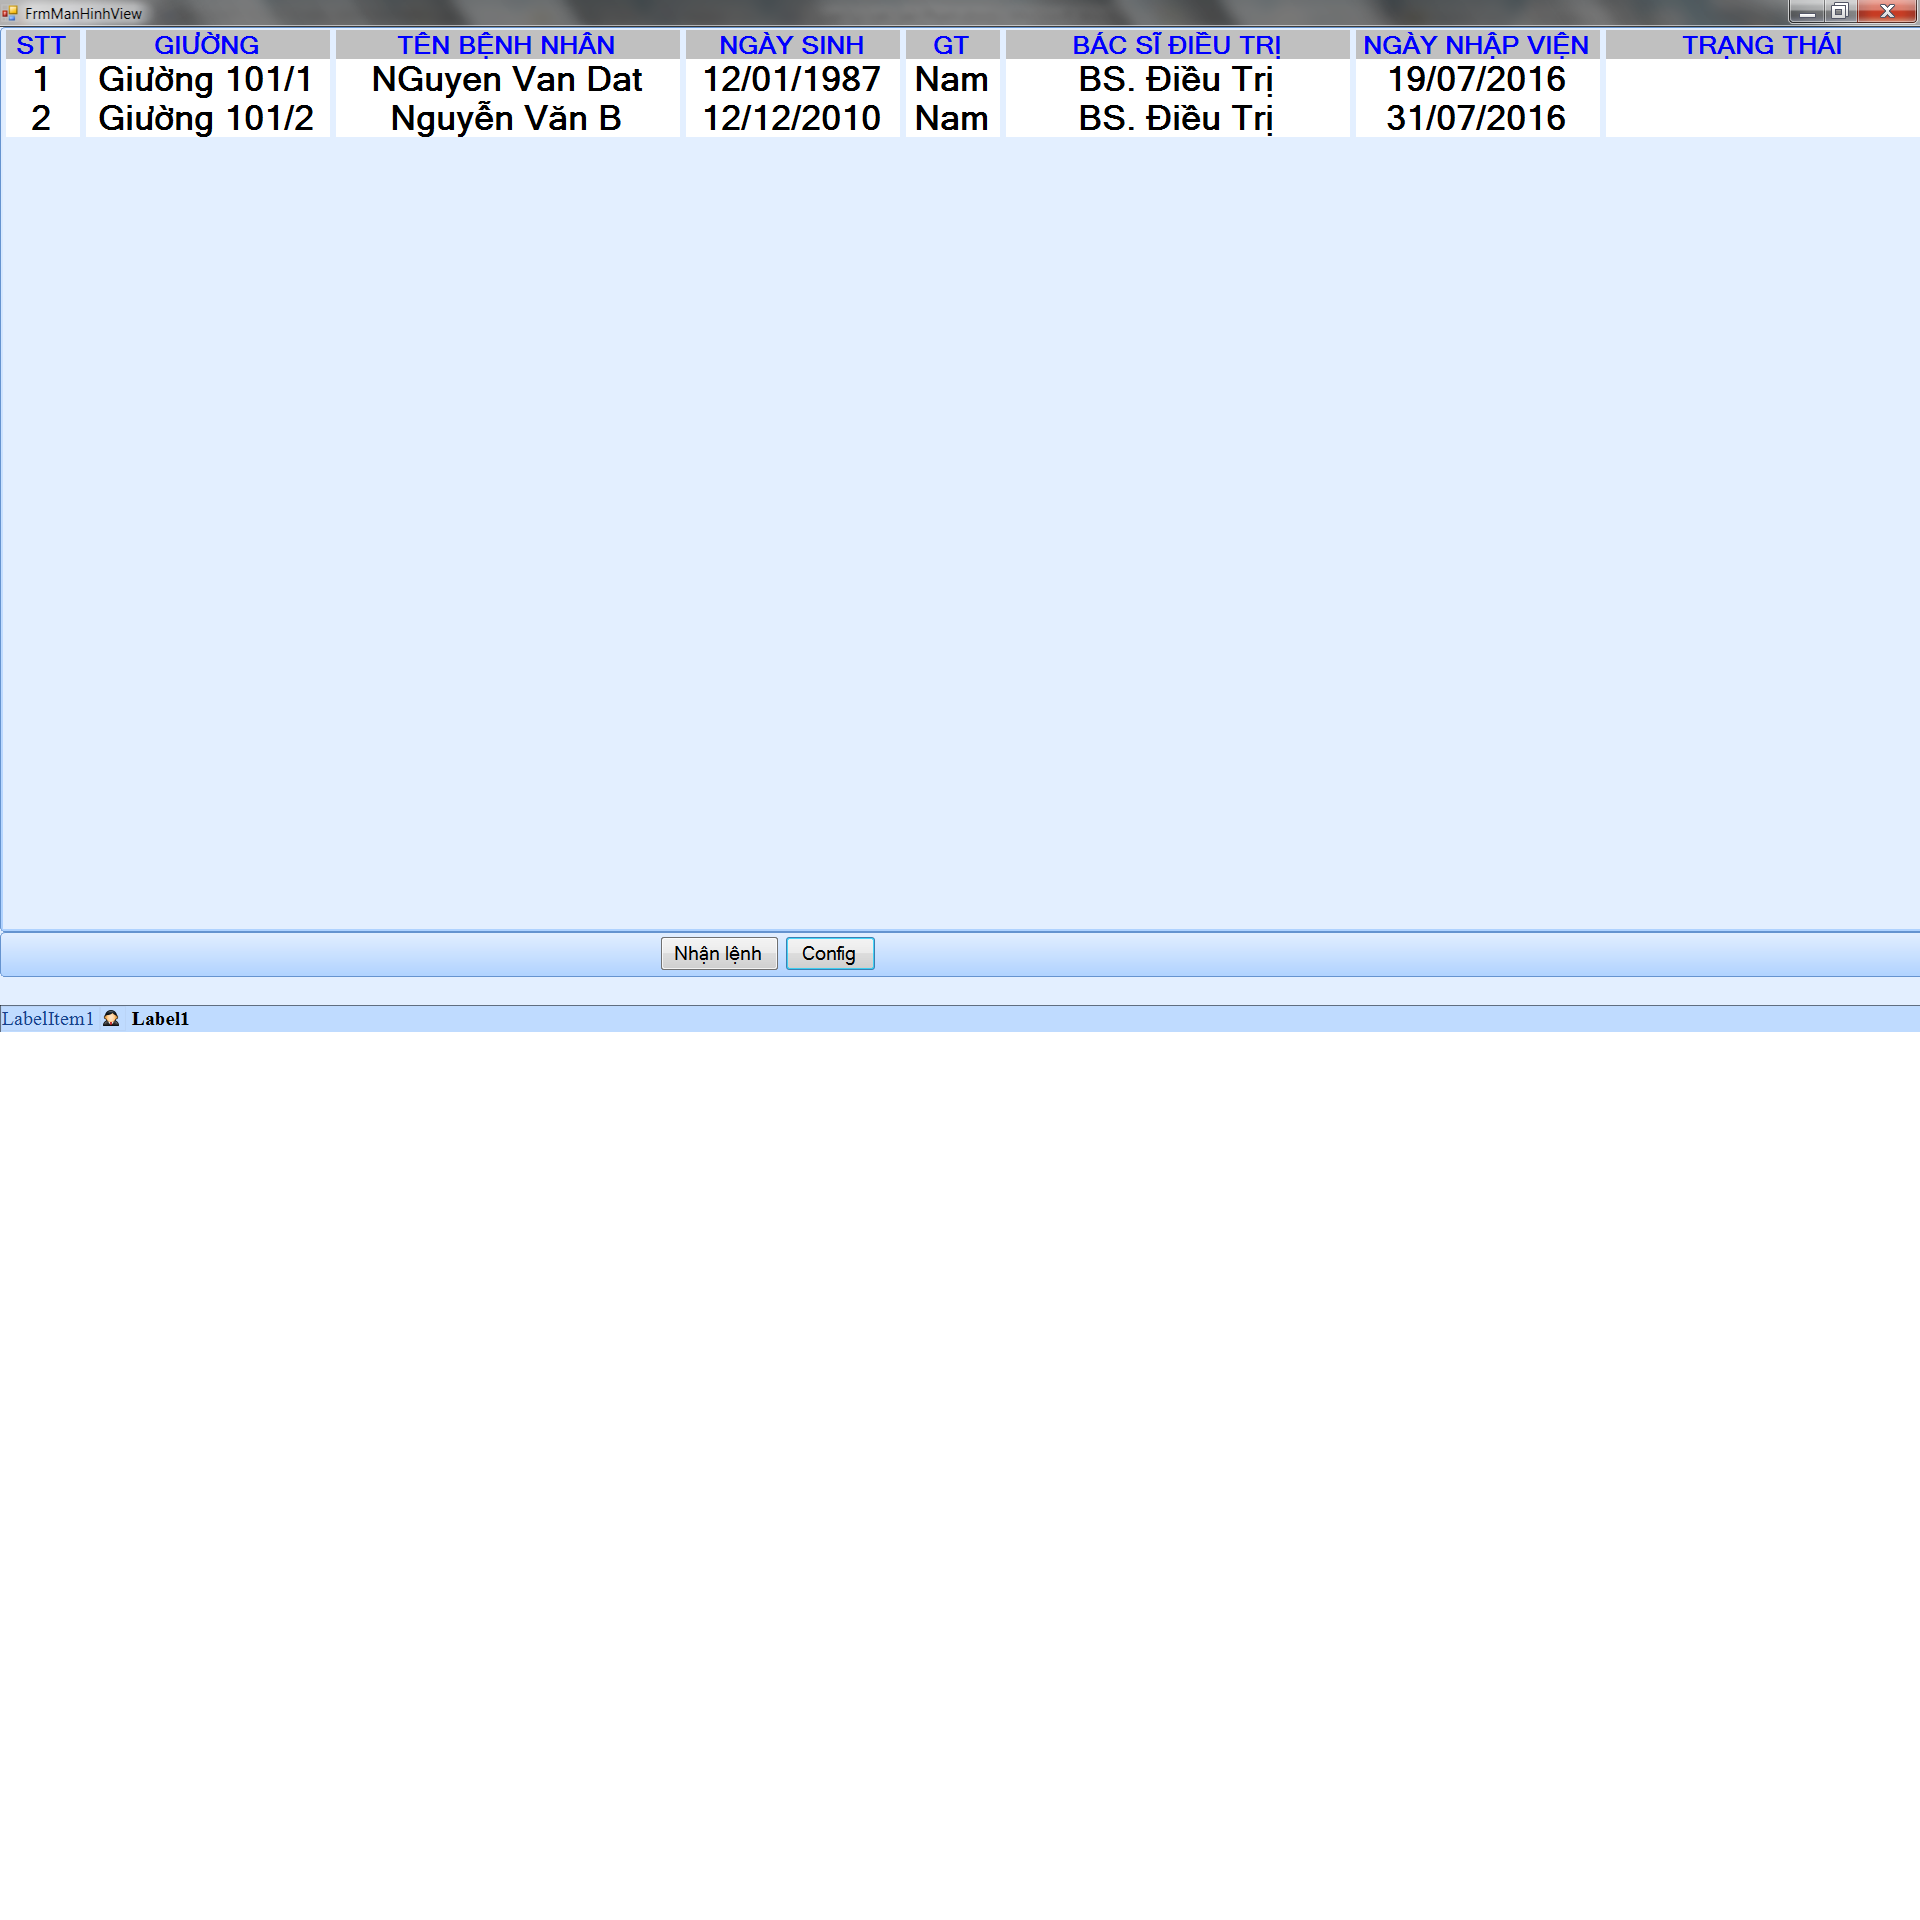 FrmManHinhView
STT GIƯỜNG TÊN BỆNH NHÂN NGÀY SINH GT BÁC SĨ ĐIỀU TRỊ NGÀY NHẬP VIỆN TRẠNG THÁI
1 Giường 101/1 NGuyen Van Dat 12/01/1987 Nam BS. Điều Trị 19/07/2016
2 Giường 101/2 Nguyễn Văn B 12/12/2010 Nam BS. Điều Trị 31/07/2016
Nhận lệnh Config
LabelItem1 Label1